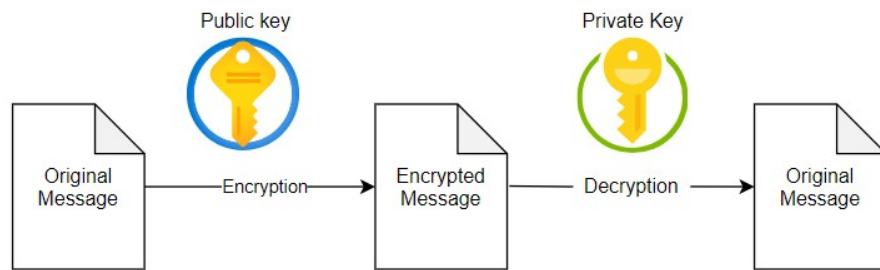 Public key
Private Key
Original
Message
Encryption
Encrypted
Message
Decryption
Original
Message